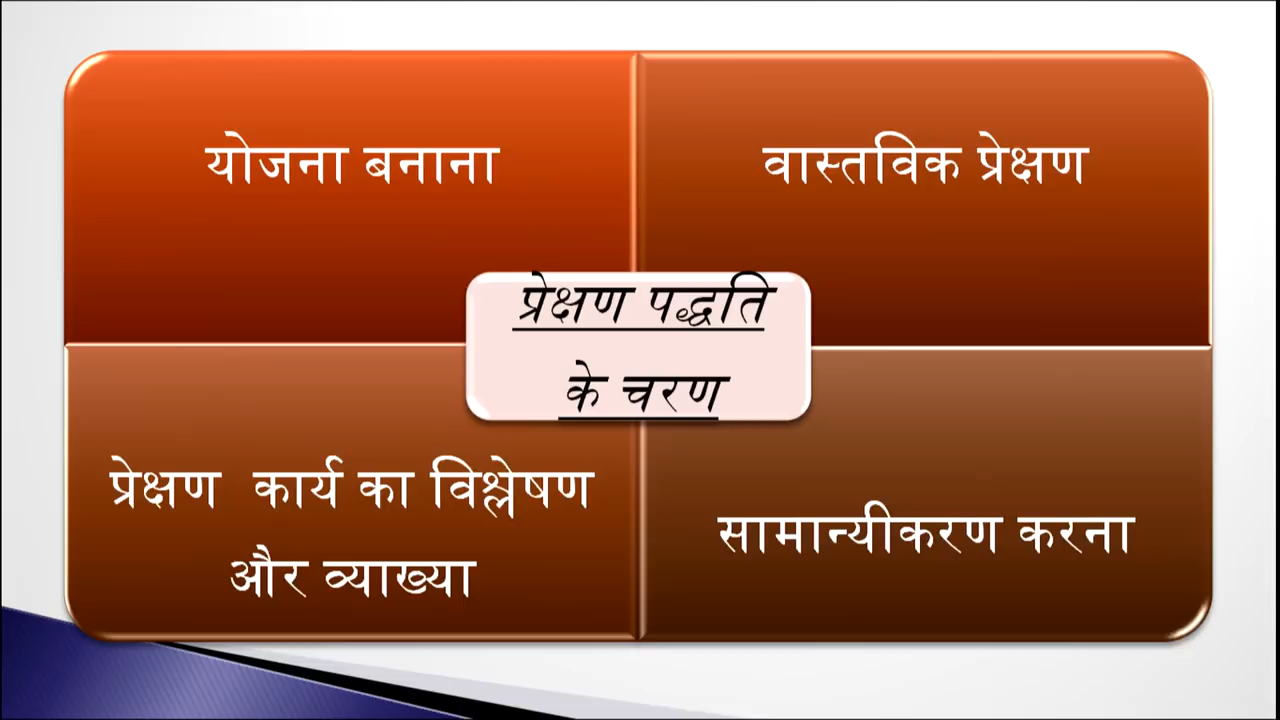 योजना बनाना
वास्तविक प्रेक्षण
प्रेक्षण पद्धति
के चरण
प्रेक्षण कार्य का विश्लेषण
और व्याख्या
सामान्यीकरण करना